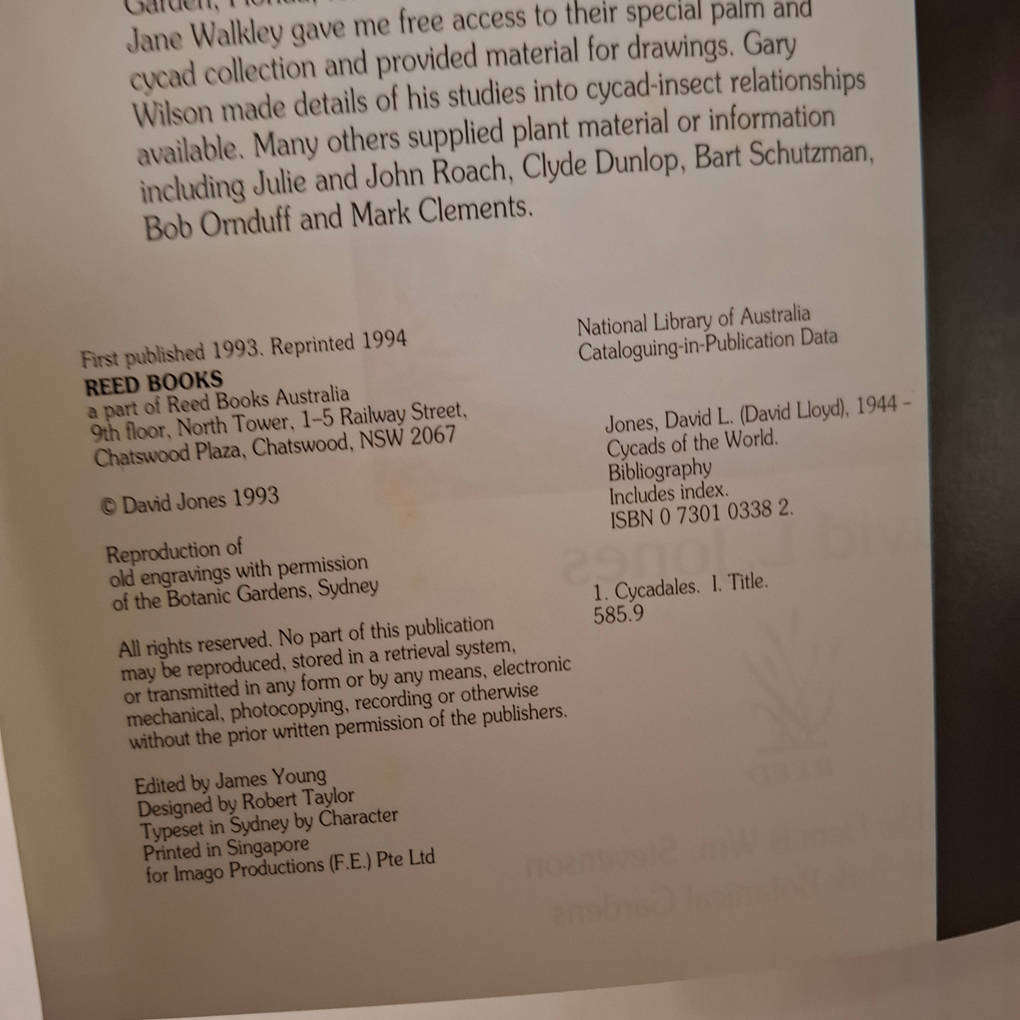 Garden,
Jane Walkley gave me free access to their special palm and
cycad collection and provided material for drawings. Gary
Wilson made details of his studies into cycad-insect relationships
available. Many others supplied plant material or information
including Julie and John Roach, Clyde Dunlop, Bart Schutzman,
Bob Ornduff and Mark Clements.
First published 1993. Reprinted 1994
REED BOOKS
a part of Reed Books Australia
9th floor, North Tower, 1–5 Railway Street,
Chatswood Plaza, Chatswood, NSW 2067
© David Jones 1993
Reproduction of
old engravings with permission
of the Botanic Gardens, Sydney
All rights reserved. No part of this publication
may be reproduced, stored in a retrieval system,
or transmitted in any form or by any means, electronic
mechanical, photocopying, recording or otherwise
without the prior written permission of the publishers.
Edited by James Young
Designed by Robert Taylor
Typeset in Sydney by Character
Printed in Singapore
for Imago Productions (F.E.) Pte Ltd
National Library of Australia
Cataloguing-in-Publication Data
Jones, David L. (David Lloyd), 1944 –
Cycads of the World.
Bibliography
Includes index.
ISBN 0 7301 0338 2.
1. Cycadales. I. Title.
585.9